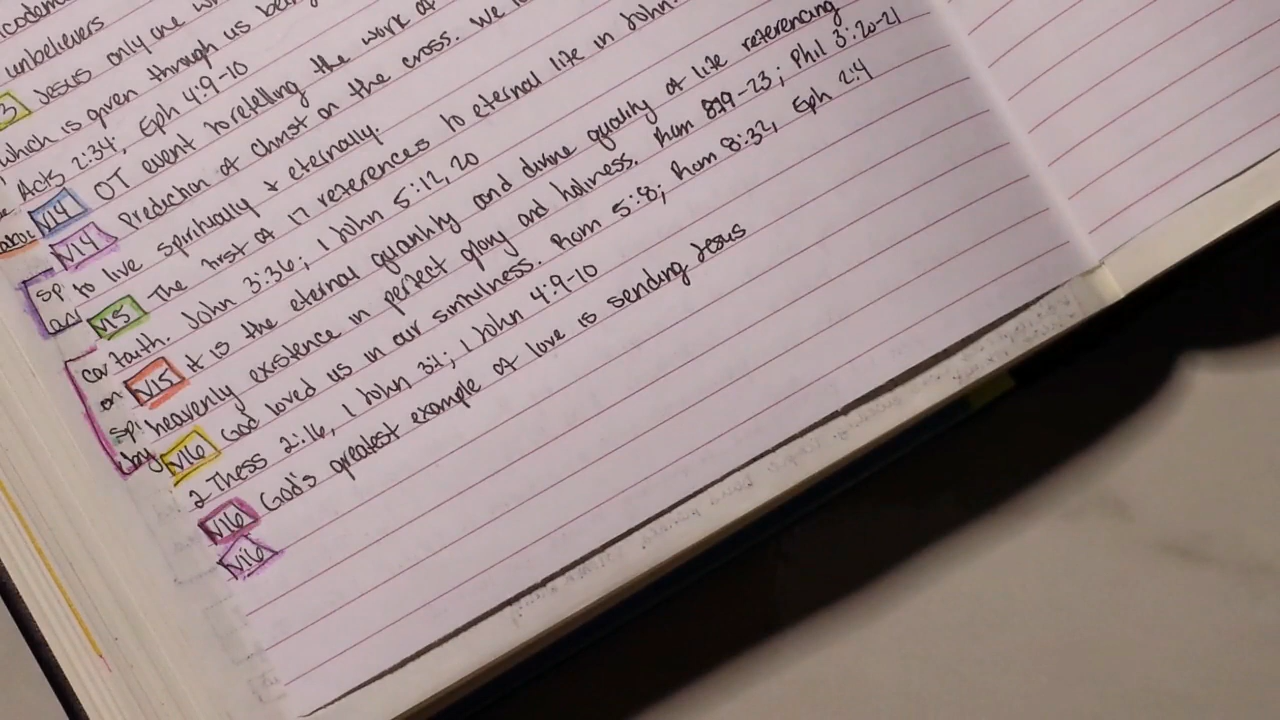 unbelievers
3 Jesus only one
which is given through us
Acts 2:34; Eph 4:9-10
V14 OT event foretelling the work of
V14 Prediction of Christ on the cross. We
to live spiritually & eternally.
V15 The first of 17 references to eternal life in John.
John 3:36; 1 John 5:12, 20
V15 It is the eternal quantity and divine quality of life referencing
heavenly existence in perfect glory and holiness. Rom 8:19-23; Phil 3:20-21
V16 God loved us in our sinfulness. Rom 5:8; Rom 8:32, Eph 2:4
2 Thess 2:16, 1 John 3:1; 1 John 4:9-10
V16 God's greatest example of love is sending Jesus
V16